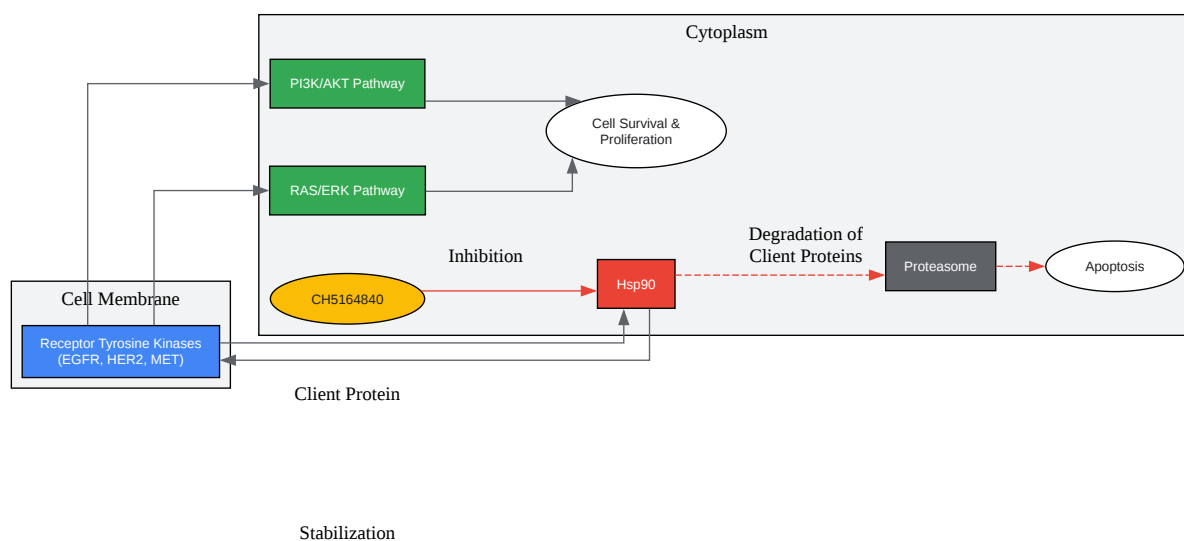 Cytoplasm
PI3K/AKT Pathway
Cell Survival &
Proliferation
RAS/ERK Pathway
Inhibition
Degradation of
Client Proteins
Proteasome
Apoptosis
Hsp90
CH5164840
Cell Membrane
Receptor Tyrosine Kinases
(EGFR, HER2, MET)
Client Protein
Stabilization